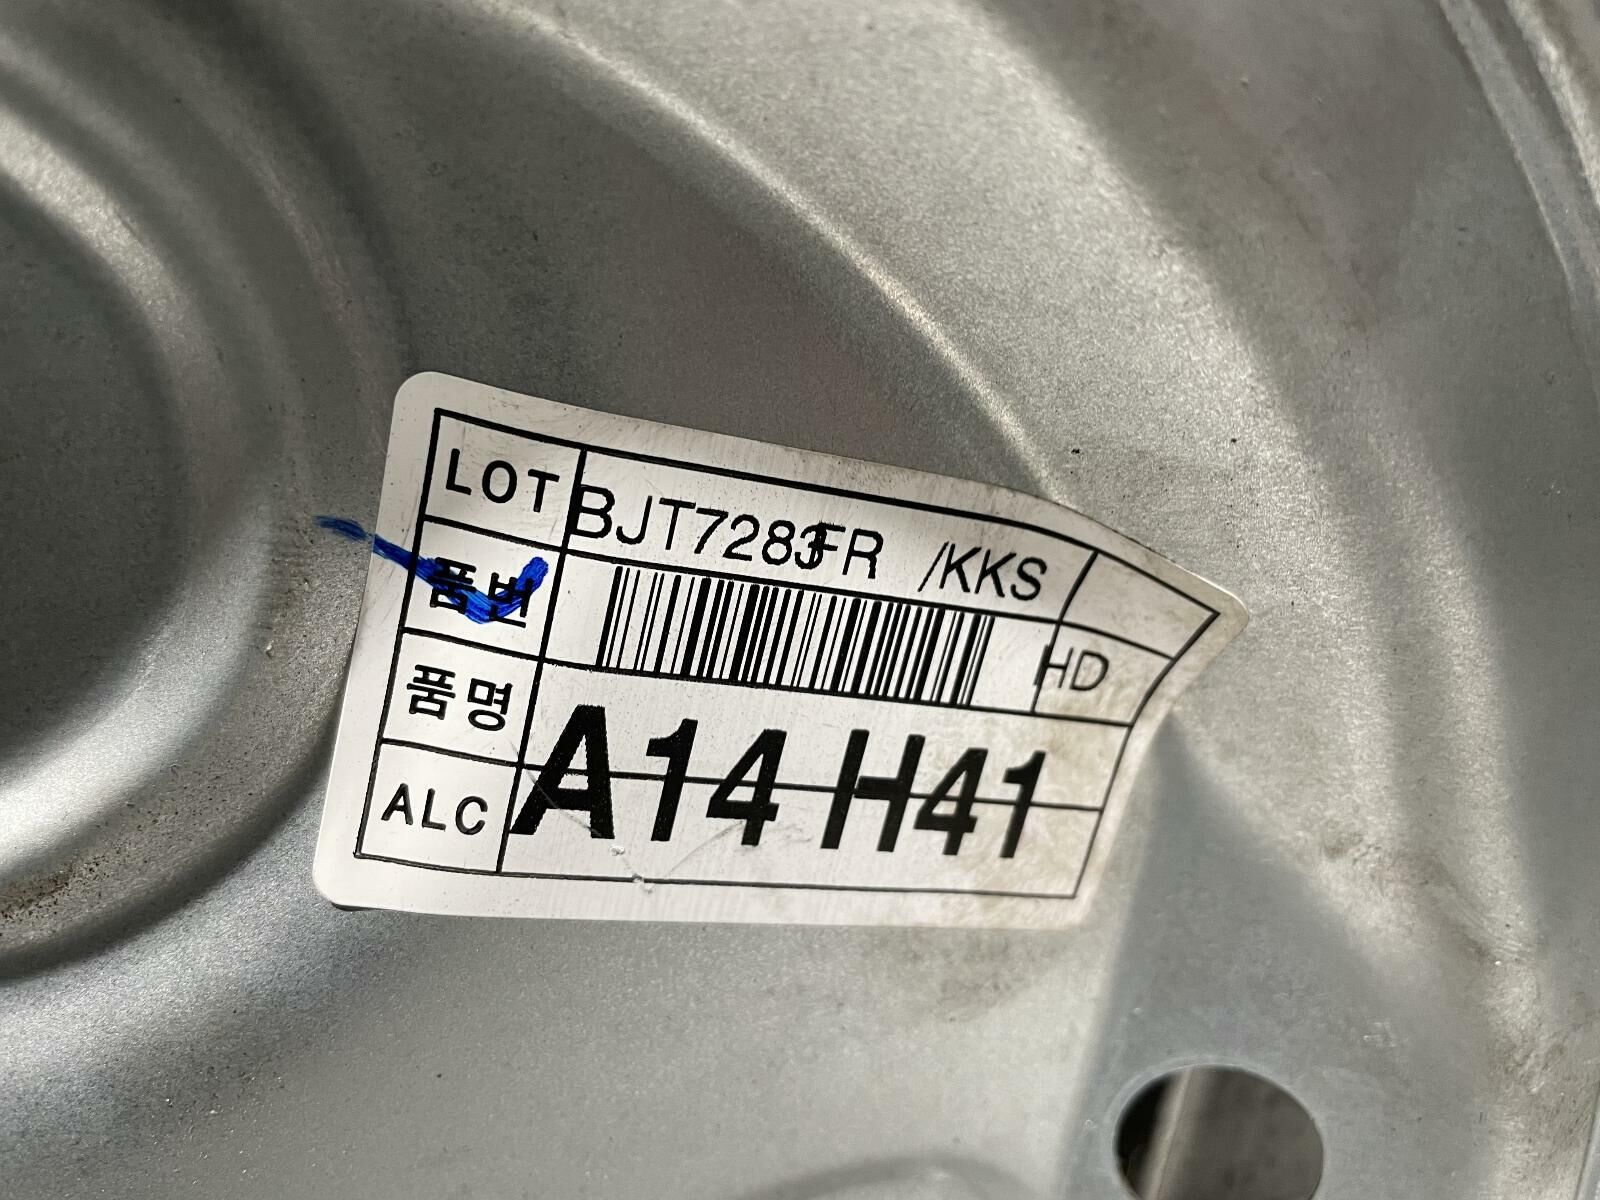 LOT BJT7283FR /KKS
품번 HD
품명
ALC A14 H41